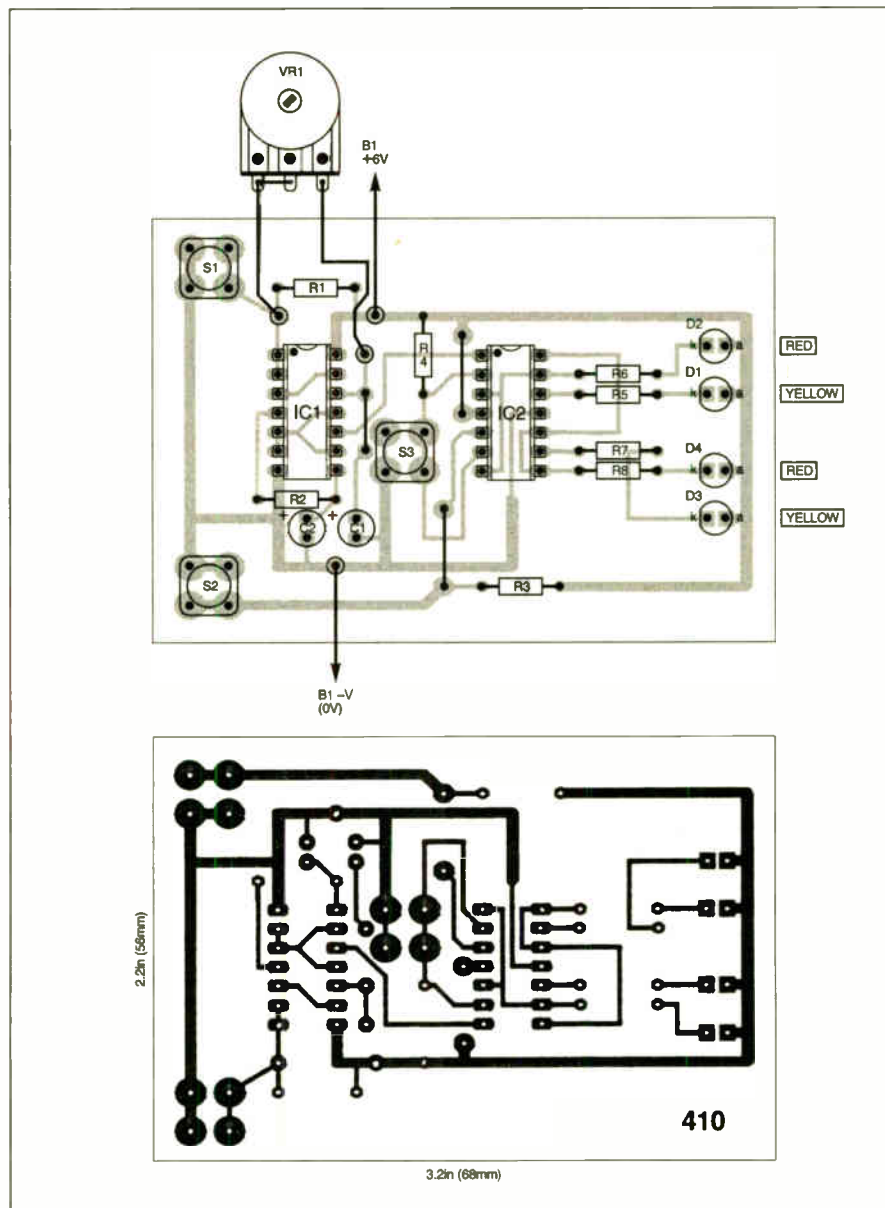 VR1
B1
+6V
S1
R1
D2
RED
R4
R6
D1
IC1
IC2
R5
YELLOW
S3
R7
D4
R8
RED
R2
D3
+
+
C2
C1
YELLOW
k
a
k
a
k
a
k
a
S2
R3
B1 –V
(0V)
2.2in (56mm)
410
3.2in (68mm)